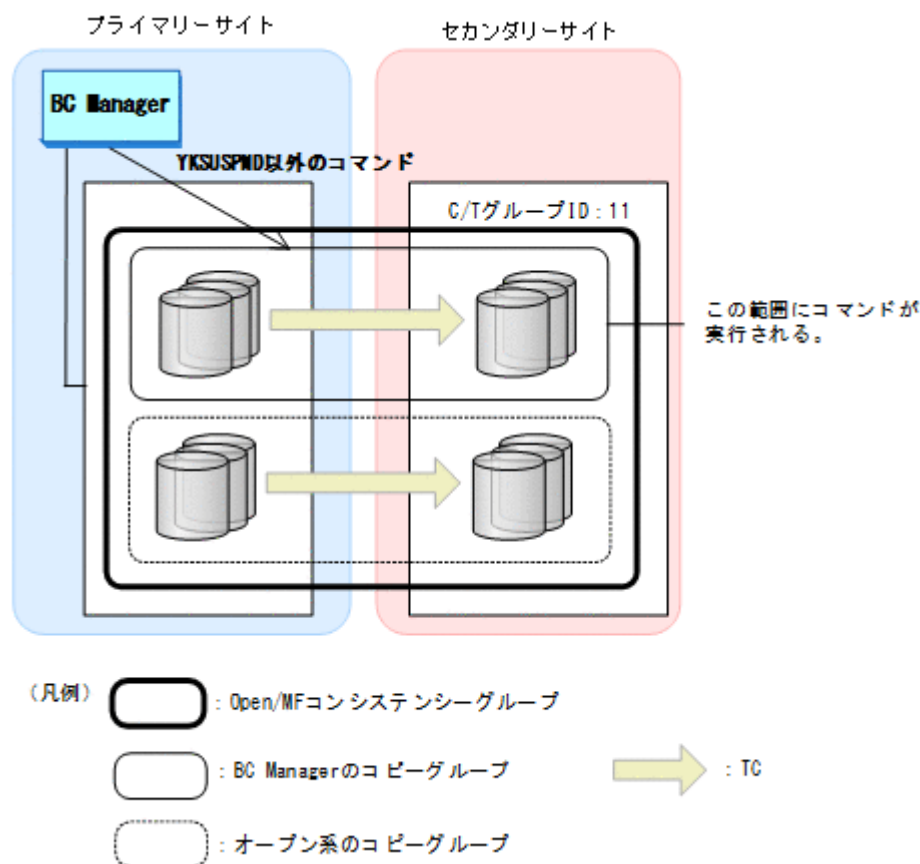 プライマリーサイト
セカンダリーサイト
BC Manager
YKSUSPND以外のコマンド
C/TグループID：11
この範囲にコマンドが
実行される。
（凡例）
：Open/MFコンシステンシーグループ
：BC Managerのコピーグループ
：TC
：オープン系のコピーグループ